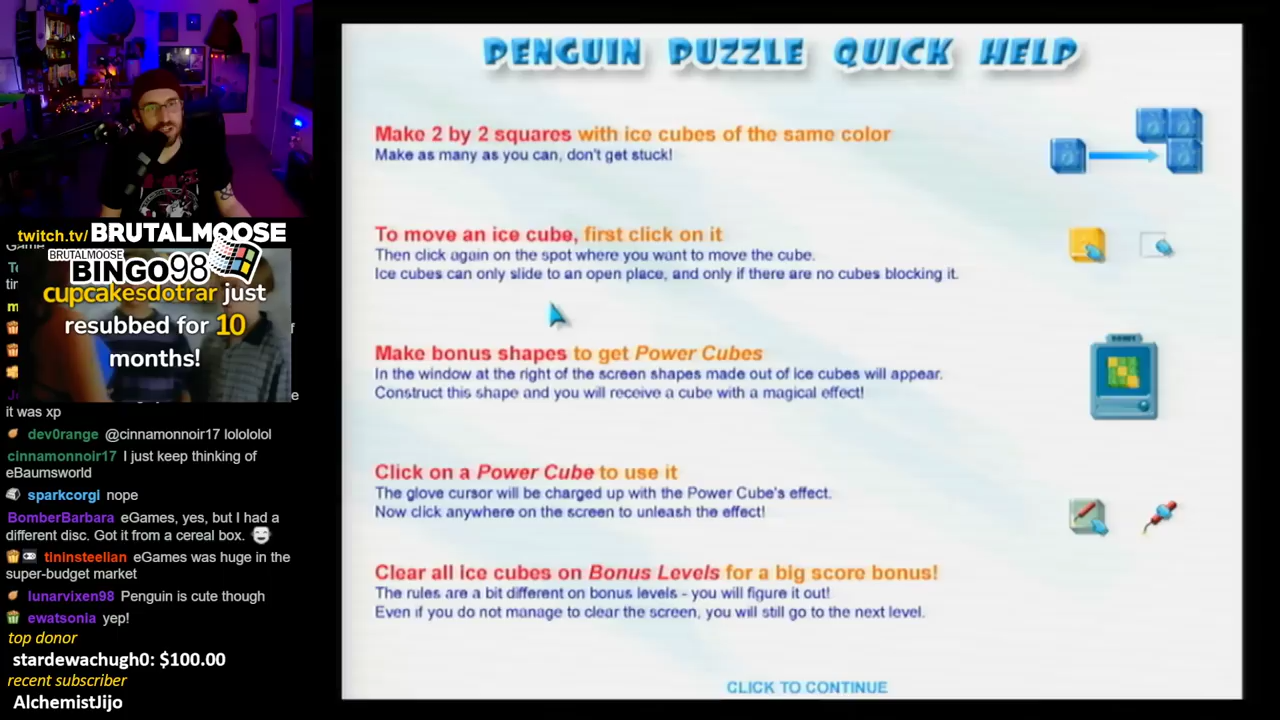 twitch.tv/BRUTALMOOSE
BRUTALMOOSE
BINGO98
cupcakesdotrar just
resubbed for 10
months!
it was xp
dev0range @cinnamonnoir17 lolololol
cinnamonnoir17 I just keep thinking of
eBaumsworld
sparkcorgi nope
BomberBarbara eGames, yes, but I had a
different disc. Got it from a cereal box.
tininsteelian eGames was huge in the
super-budget market
lunarvixen98 Penguin is cute though
ewatsonia yep!
top donor
stardewachugh0: $100.00
recent subscriber
AlchemistJijo
PENGUIN PUZZLE QUICK HELP
Make 2 by 2 squares with ice cubes of the same color
Make as many as you can, don't get stuck!
To move an ice cube, first click on it
Then click again on the spot where you want to move the cube.
Ice cubes can only slide to an open place, and only if there are no cubes blocking it.
Make bonus shapes to get Power Cubes
In the window at the right of the screen shapes made out of ice cubes will appear.
Construct this shape and you will receive a cube with a magical effect!
Click on a Power Cube to use it
The glove cursor will be charged up with the Power Cube's effect.
Now click anywhere on the screen to unleash the effect!
Clear all ice cubes on Bonus Levels for a big score bonus!
The rules are a bit different on bonus levels - you will figure it out!
Even if you do not manage to clear the screen, you will still go to the next level.
CLICK TO CONTINUE